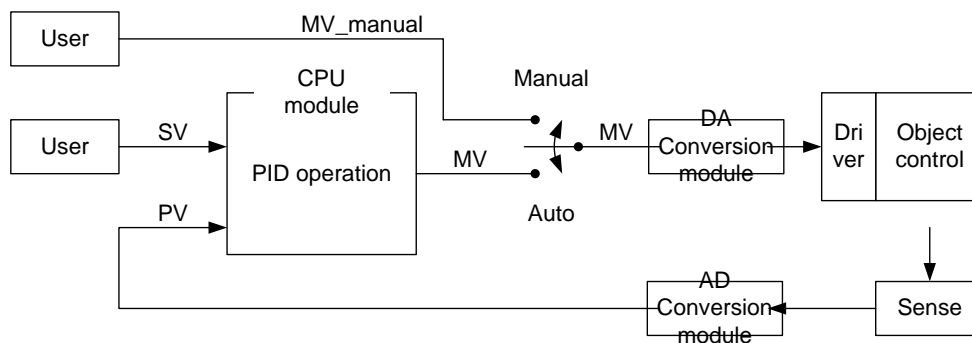 User
MV_manual
Manual
CPU
module
User
SV
PID operation
MV
MV
DA
Conversion
module
Dri
ver
Object
control
PV
Auto
AD
Conversion
module
Sense